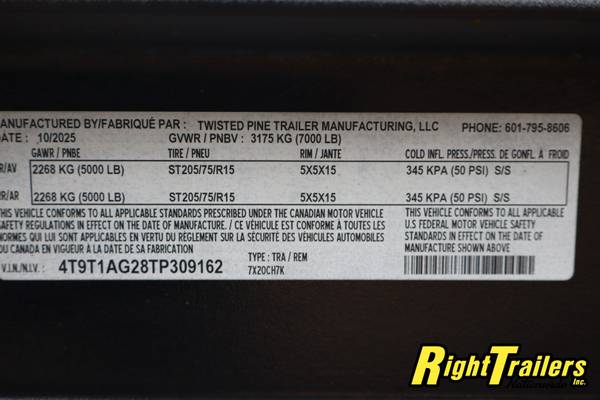 MANUFACTURED BY/FABRIQUÉ PAR : TWISTED PINE TRAILER MANUFACTURING, LLC PHONE: 601-795-8606
DATE : 10/2025 GVWR / PNBV : 3175 KG (7000 LB)
GAWR / PNBE TIRE / PNEU RIM / JANTE COLD INFL. PRESS./PRESS. DE GONFL. À FROID
/AV 2268 KG (5000 LB) ST205/75/R15 5X5X15 345 KPA (50 PSI) S/S
/AR 2268 KG (5000 LB) ST205/75/R15 5X5X15 345 KPA (50 PSI) S/S
THIS VEHICLE CONFORMS TO ALL APPLICABLE STANDARDS PRESCRIBED UNDER THE CANADIAN MOTOR VEHICLE
SAFETY REGULATIONS IN EFFECT ON THE DATE OF MANUFACTURE / CE VÉHICULE EST CONFORME À TOUTES LES
NORMES QUI LUI SONT APPLICABLES EN VERTU DU RÈGLEMENT SUR LA SÉCURITÉ DES VÉHICULES AUTOMOBILES
DU CANADA EN VIGUEUR À LA DATE DE SA FABRICATION
THIS VEHICLE CONFORMS TO ALL APPLICABLE
U.S FEDERAL MOTOR VEHICLE
SAFETY STANDARDS IN EFFECT ON THE DATE OF
MANUFACTURE SHOWN ABOVE
V.I.N./N.I.V.: 4T9T1AG28TP309162 TYPE : TRA / REM
7X20CH7K
RIGHTTRAILERS
Nationwide Inc.